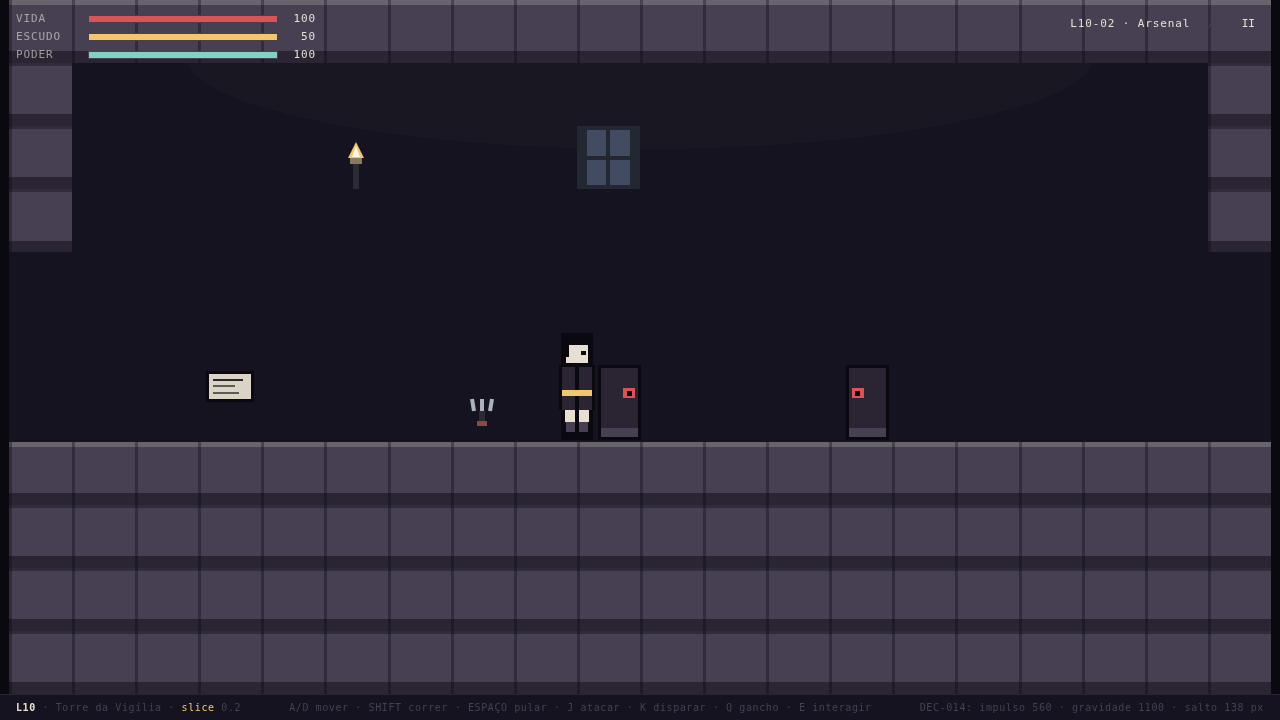 VIDA 100
ESCUDO 50
PODER 100
L10-02 · Arsenal II
L10 · Torre da Vigília · slice 0.2 A/D mover · SHIFT correr · ESPAÇO pular · J atacar · K disparar · Q gancho · E interagir DEC-014: impulso 560 · gravidade 1100 · salto 138 px